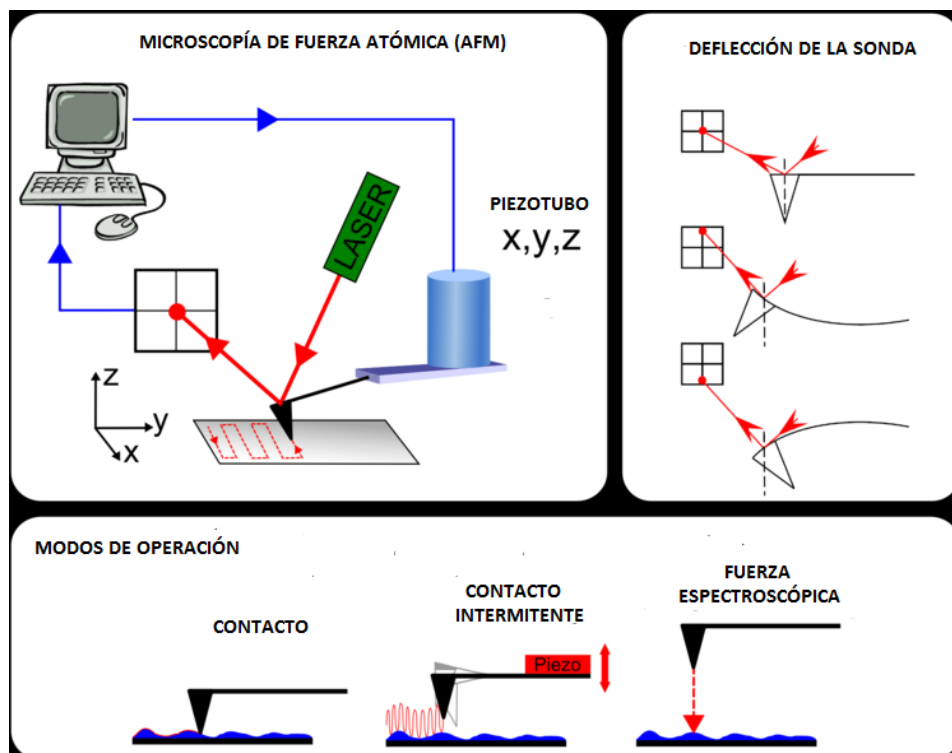 MICROSCOPÍA DE FUERZA ATÓMICA (AFM)
LASER
PIEZOTUBO
x,y,z
z
y
x
DEFLECCIÓN DE LA SONDA
MODOS DE OPERACIÓN
CONTACTO
CONTACTO
INTERMITENTE
Piezo
FUERZA
ESPECTROSCÓPICA